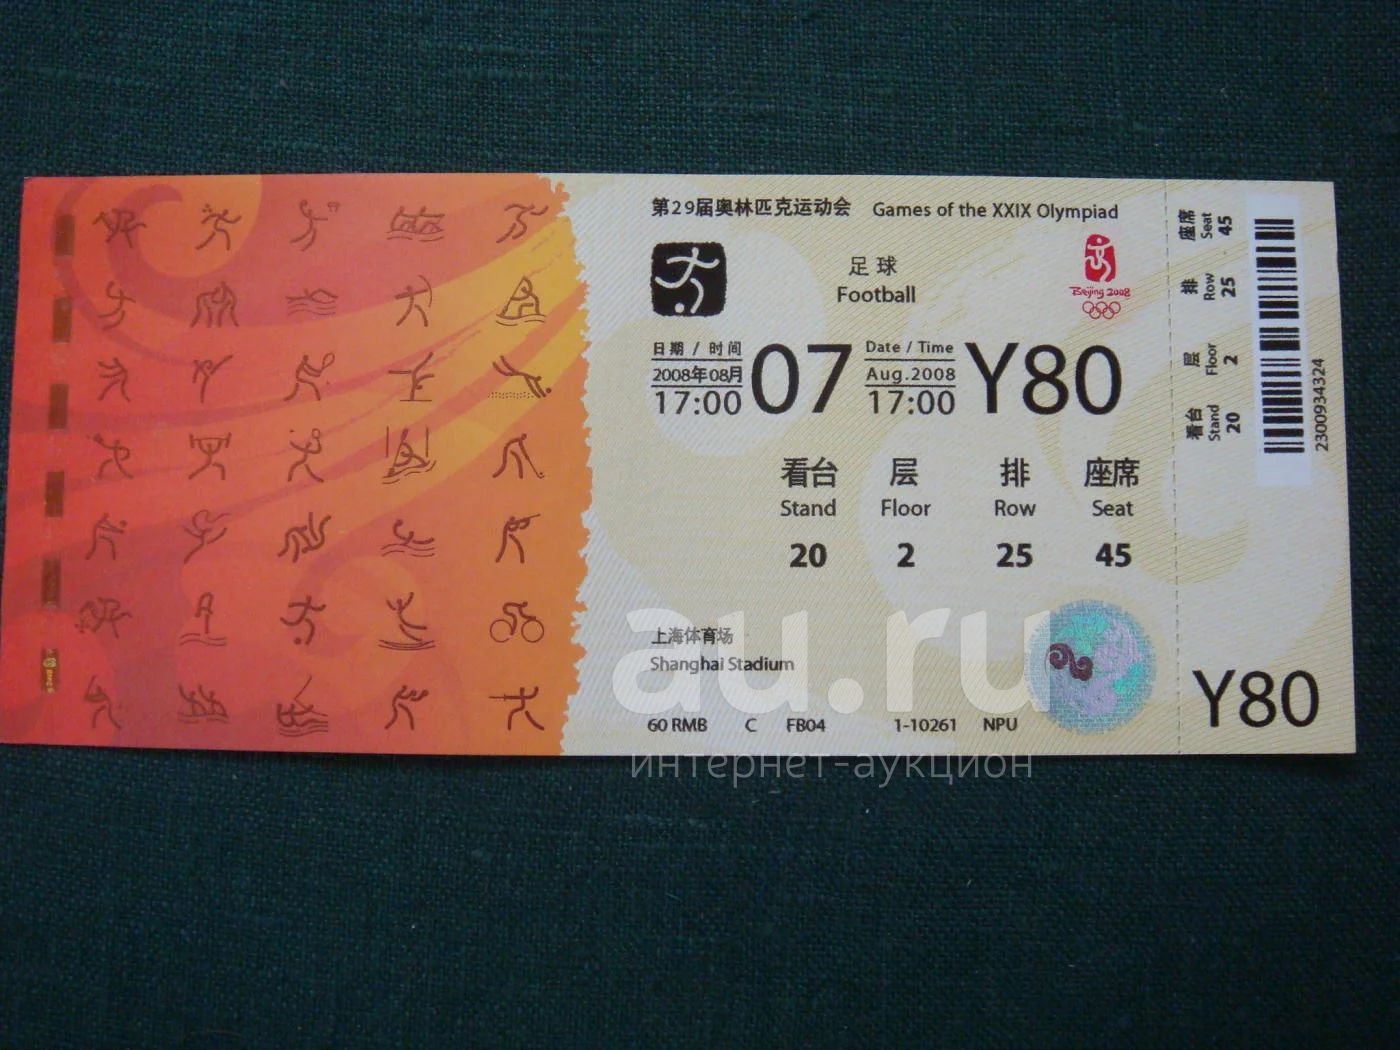 第29届奥林匹克运动会 Games of the XXIX Olympiad
足球
Football
Beijing 2008
日期 / 时间
2008年08月
17:00
07
Date / Time
Aug.2008
17:00
Y80
看台 层 排 座席
Stand Floor Row Seat
20 2 25 45
上海体育场
Shanghai Stadium
60 RMB C FB04 1-10261 NPU
看台 层 排 座席
Stand Floor Row Seat
20 2 25 45
2300934324
Y80
au.ru
интернет-аукцион